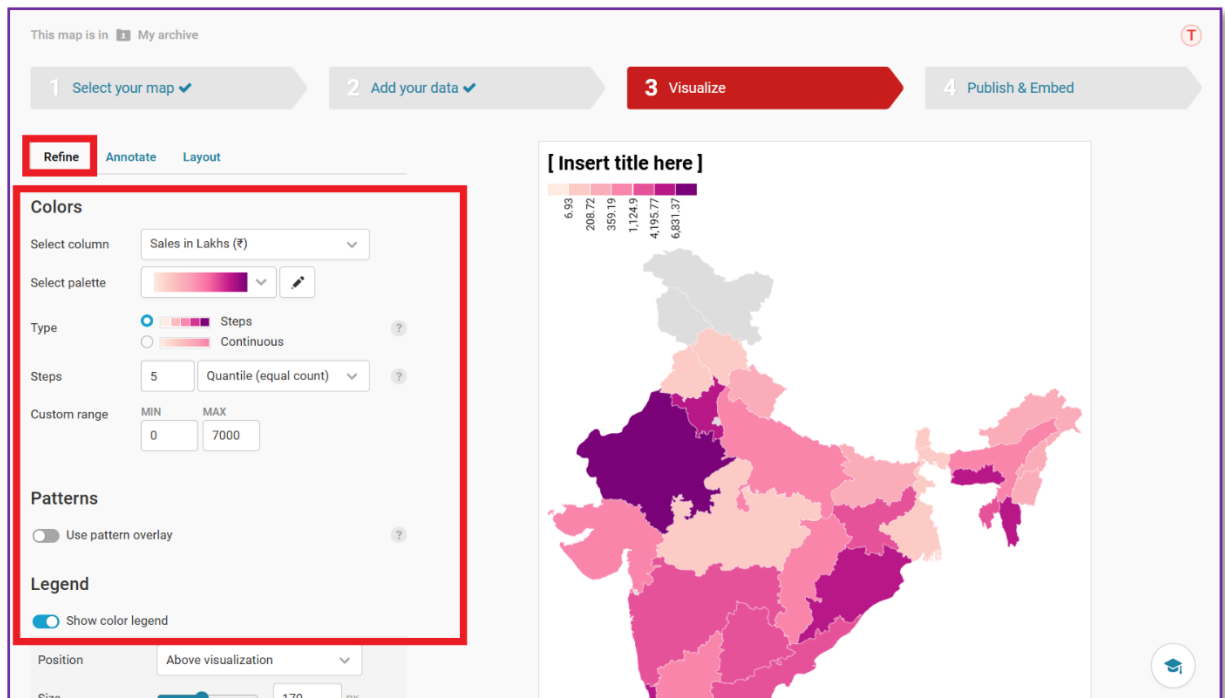 This map is in My archive
T
1 Select your map
2 Add your data
3 Visualize
4 Publish & Embed
Refine Annotate Layout
Colors
Select column Sales in Lakhs (₹)
Select palette
Type Steps ?
Continuous
Steps 5 Quantile (equal count) ?
Custom range MIN MAX
0 7000
Patterns
Use pattern overlay ?
Legend
Show color legend
Position Above visualization
Size 170 px
[ Insert title here ]
6.93
208.72
359.19
1,124.9
4,195.77
6,831.37